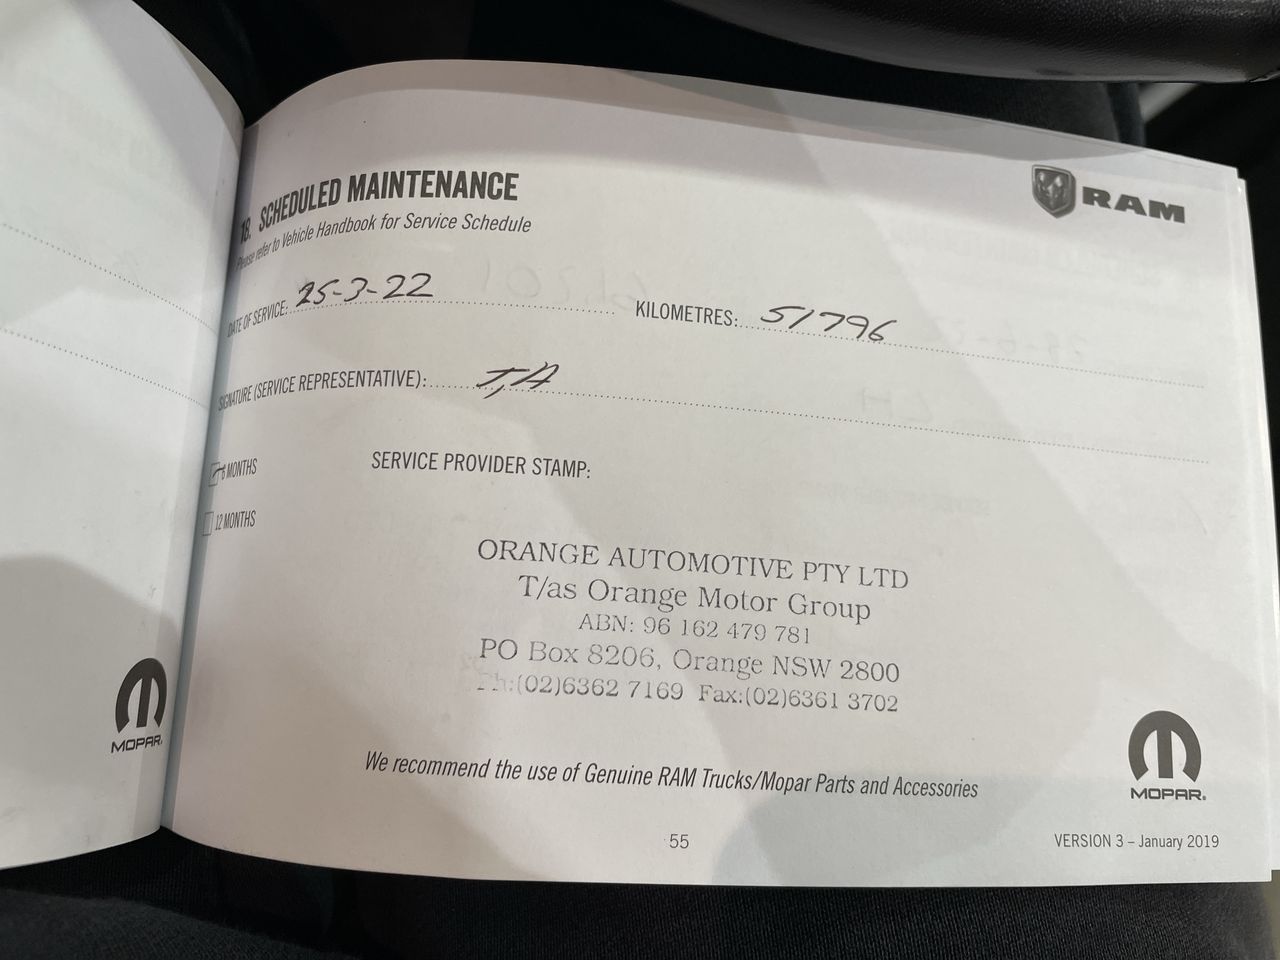 18. SCHEDULED MAINTENANCE
RAM
Please refer to Vehicle Handbook for Service Schedule
DATE OF SERVICE: 25-3-22 KILOMETRES: 51796
SIGNATURE (SERVICE REPRESENTATIVE): J,A
6 MONTHS
SERVICE PROVIDER STAMP:
12 MONTHS
ORANGE AUTOMOTIVE PTY LTD
T/as Orange Motor Group
ABN: 96 162 479 781
PO Box 8206, Orange NSW 2800
Ph:(02)6362 7169 Fax:(02)6361 3702
MOPAR.
We recommend the use of Genuine RAM Trucks/Mopar Parts and Accessories
MOPAR.
55
VERSION 3 – January 2019